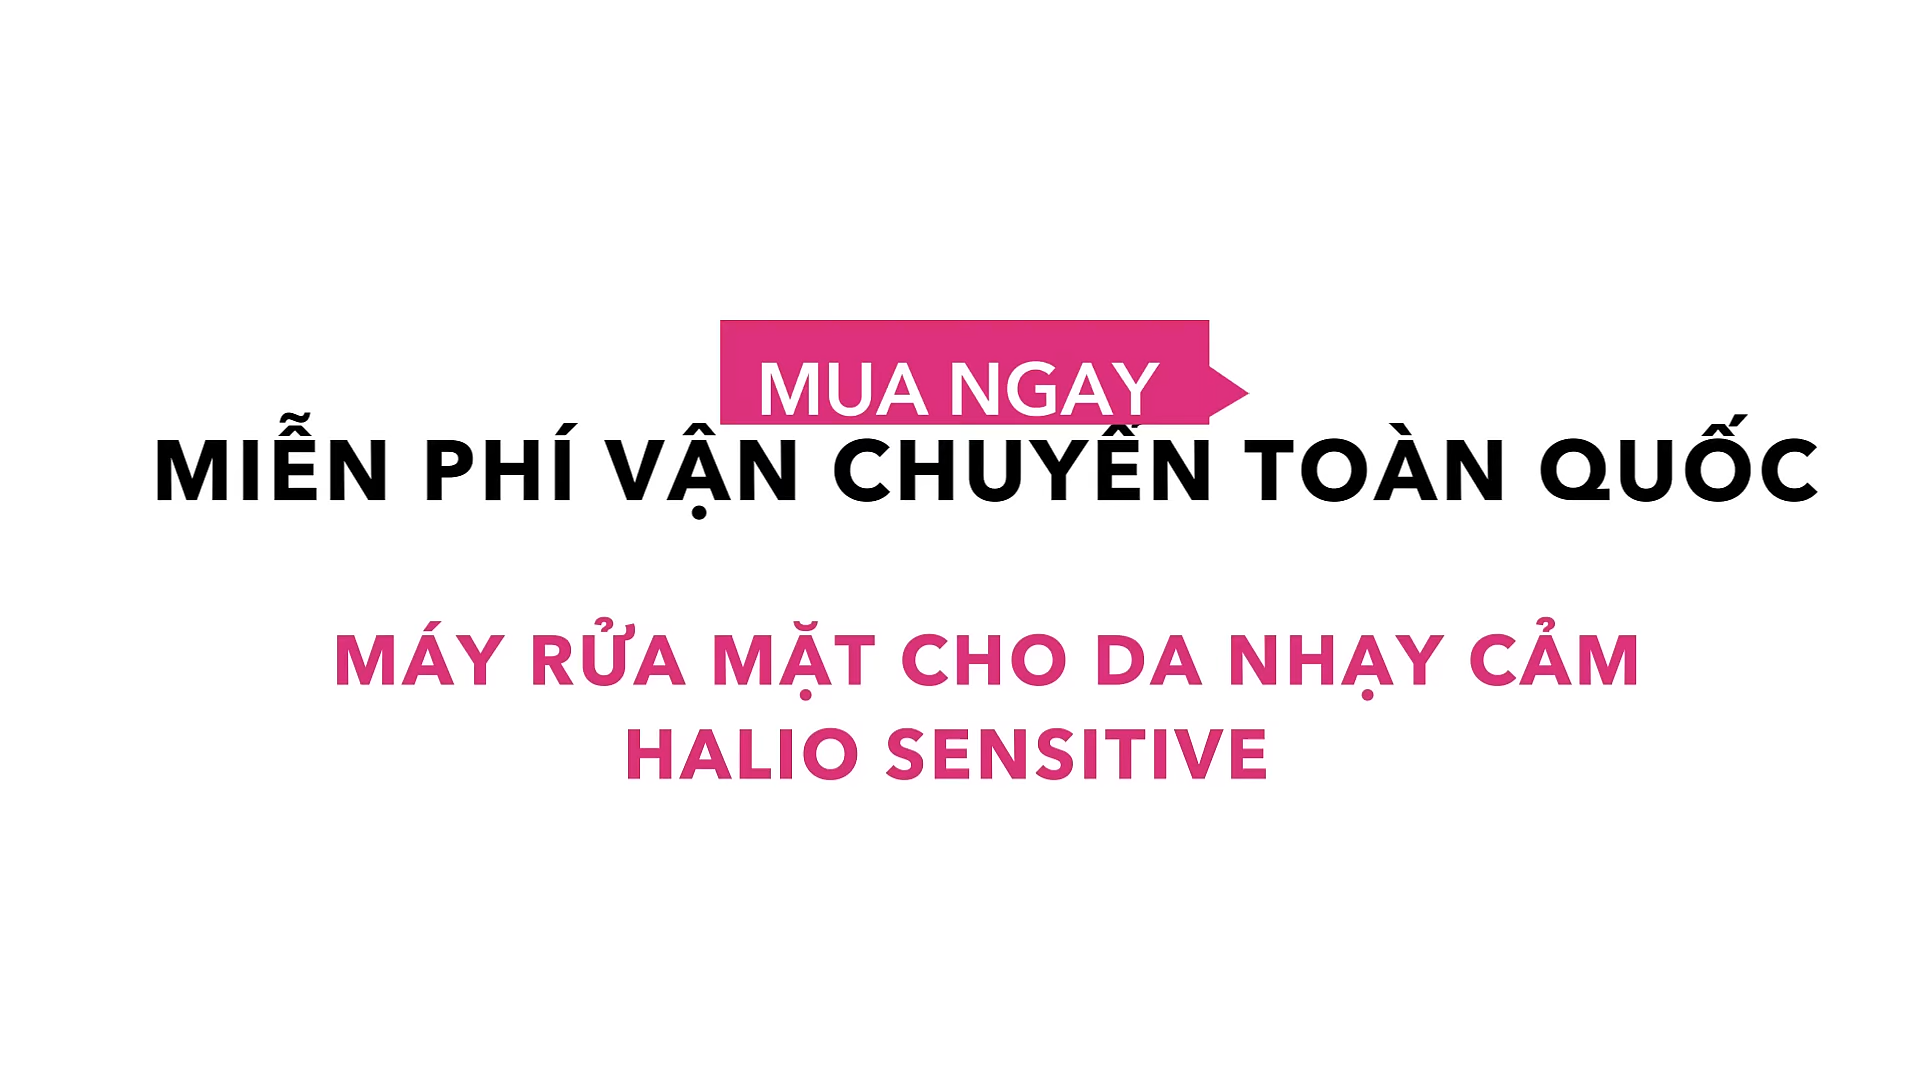 MUA NGAY
MIỄN PHÍ VẬN CHUYỂN TOÀN QUỐC
MÁY RỬA MẶT CHO DA NHẠY CẢM
HALIO SENSITIVE